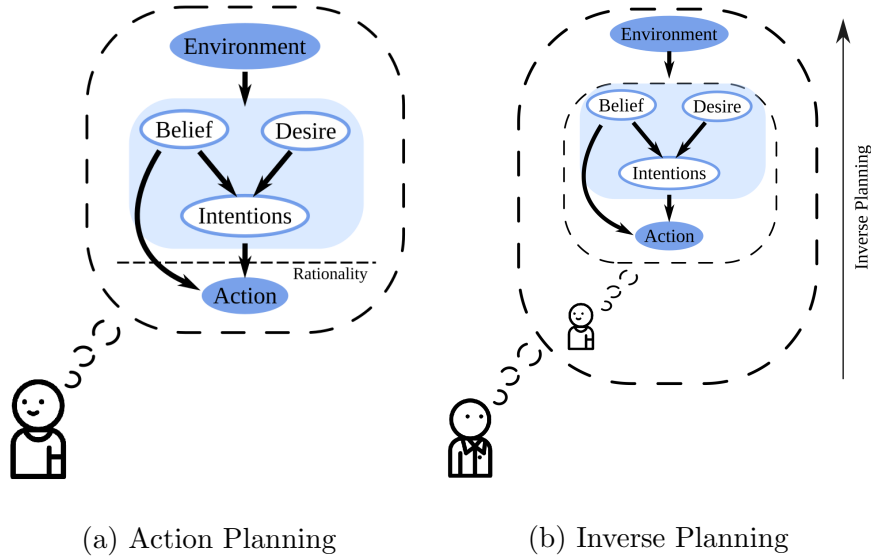 Environment
Belief
Desire
Intentions
Rationality
Action
(a) Action Planning
Environment
Belief
Desire
Intentions
Action
Inverse Planning
(b) Inverse Planning